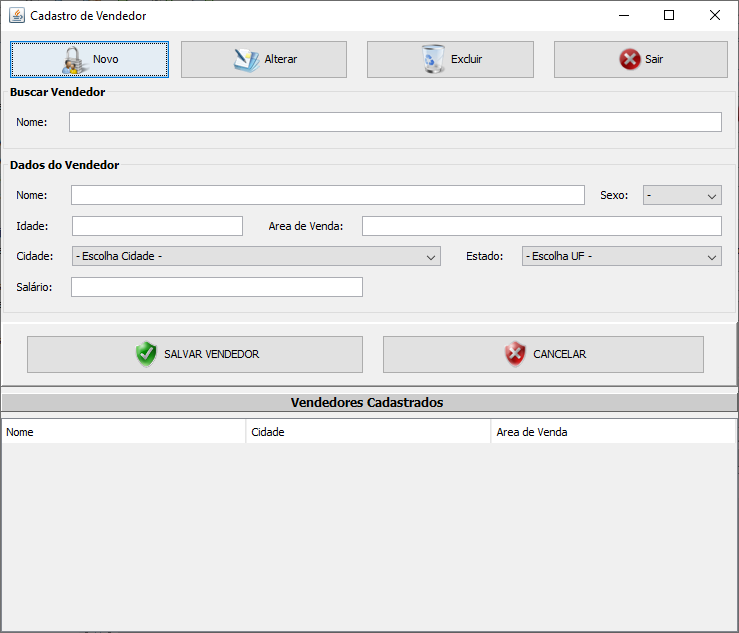 Cadastro de Vendedor
Novo Alterar Excluir Sair
Buscar Vendedor
Nome:
Dados do Vendedor
Nome: Sexo: -
Idade: Area de Venda:
Cidade: - Escolha Cidade - Estado: - Escolha UF -
Salário:
SALVAR VENDEDOR CANCELAR
Vendedores Cadastrados
Nome Cidade Area de Venda